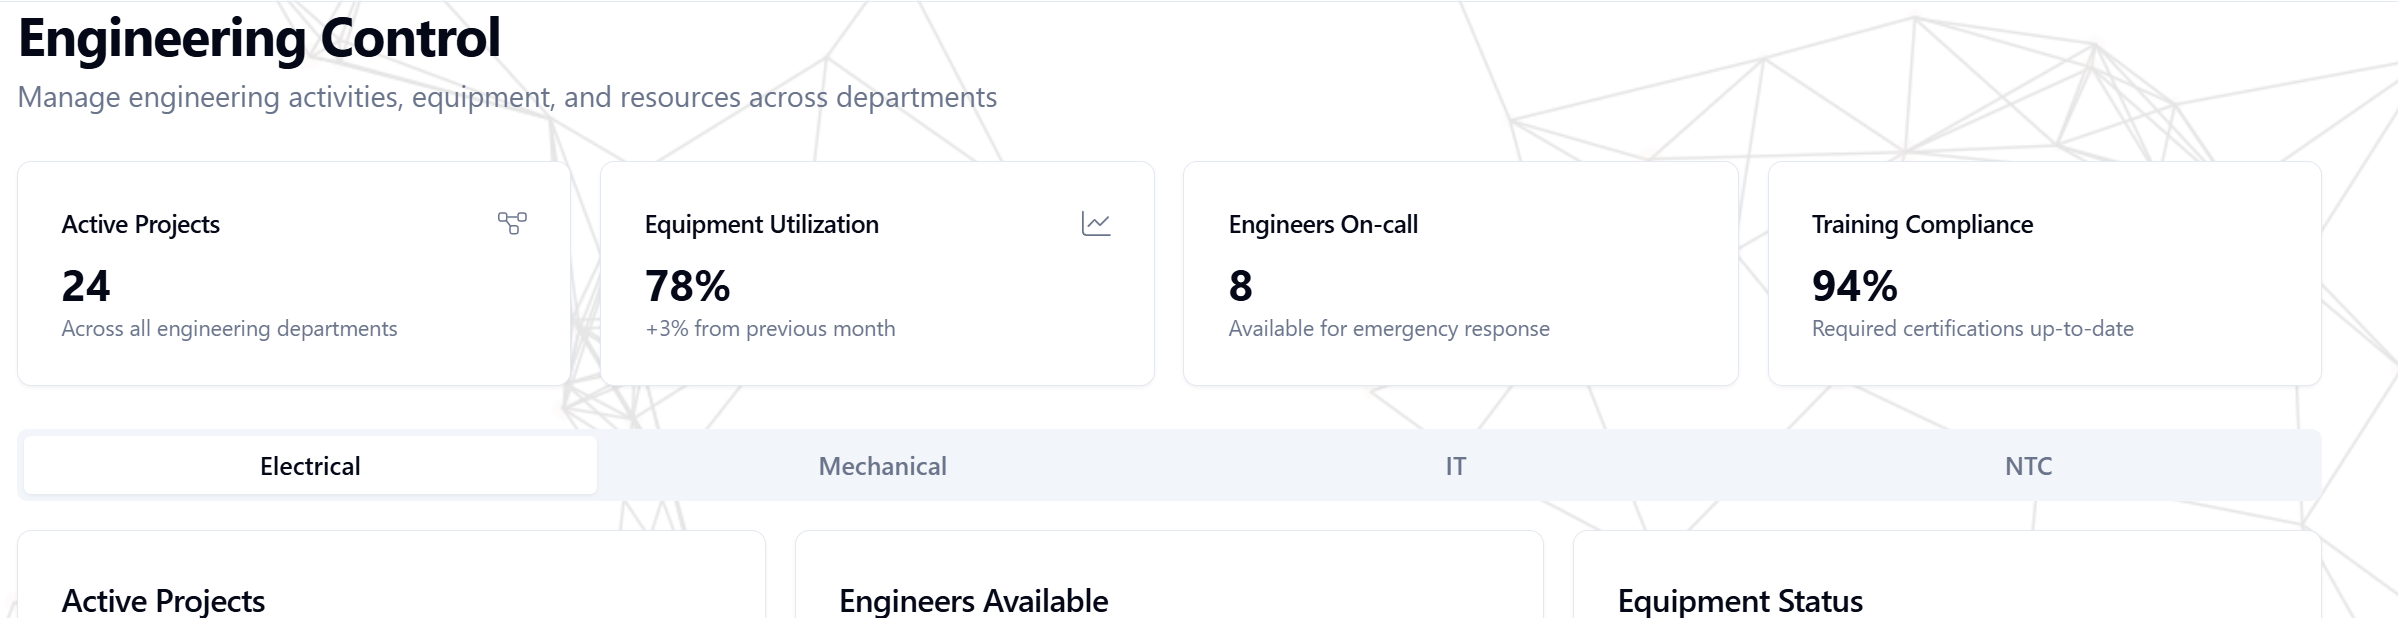 Engineering Control
Manage engineering activities, equipment, and resources across departments
Active Projects
24
Across all engineering departments
Equipment Utilization
78%
+3% from previous month
Engineers On-call
8
Available for emergency response
Training Compliance
94%
Required certifications up-to-date
Electrical
Mechanical
IT
NTC
Active Projects
Engineers Available
Equipment Status